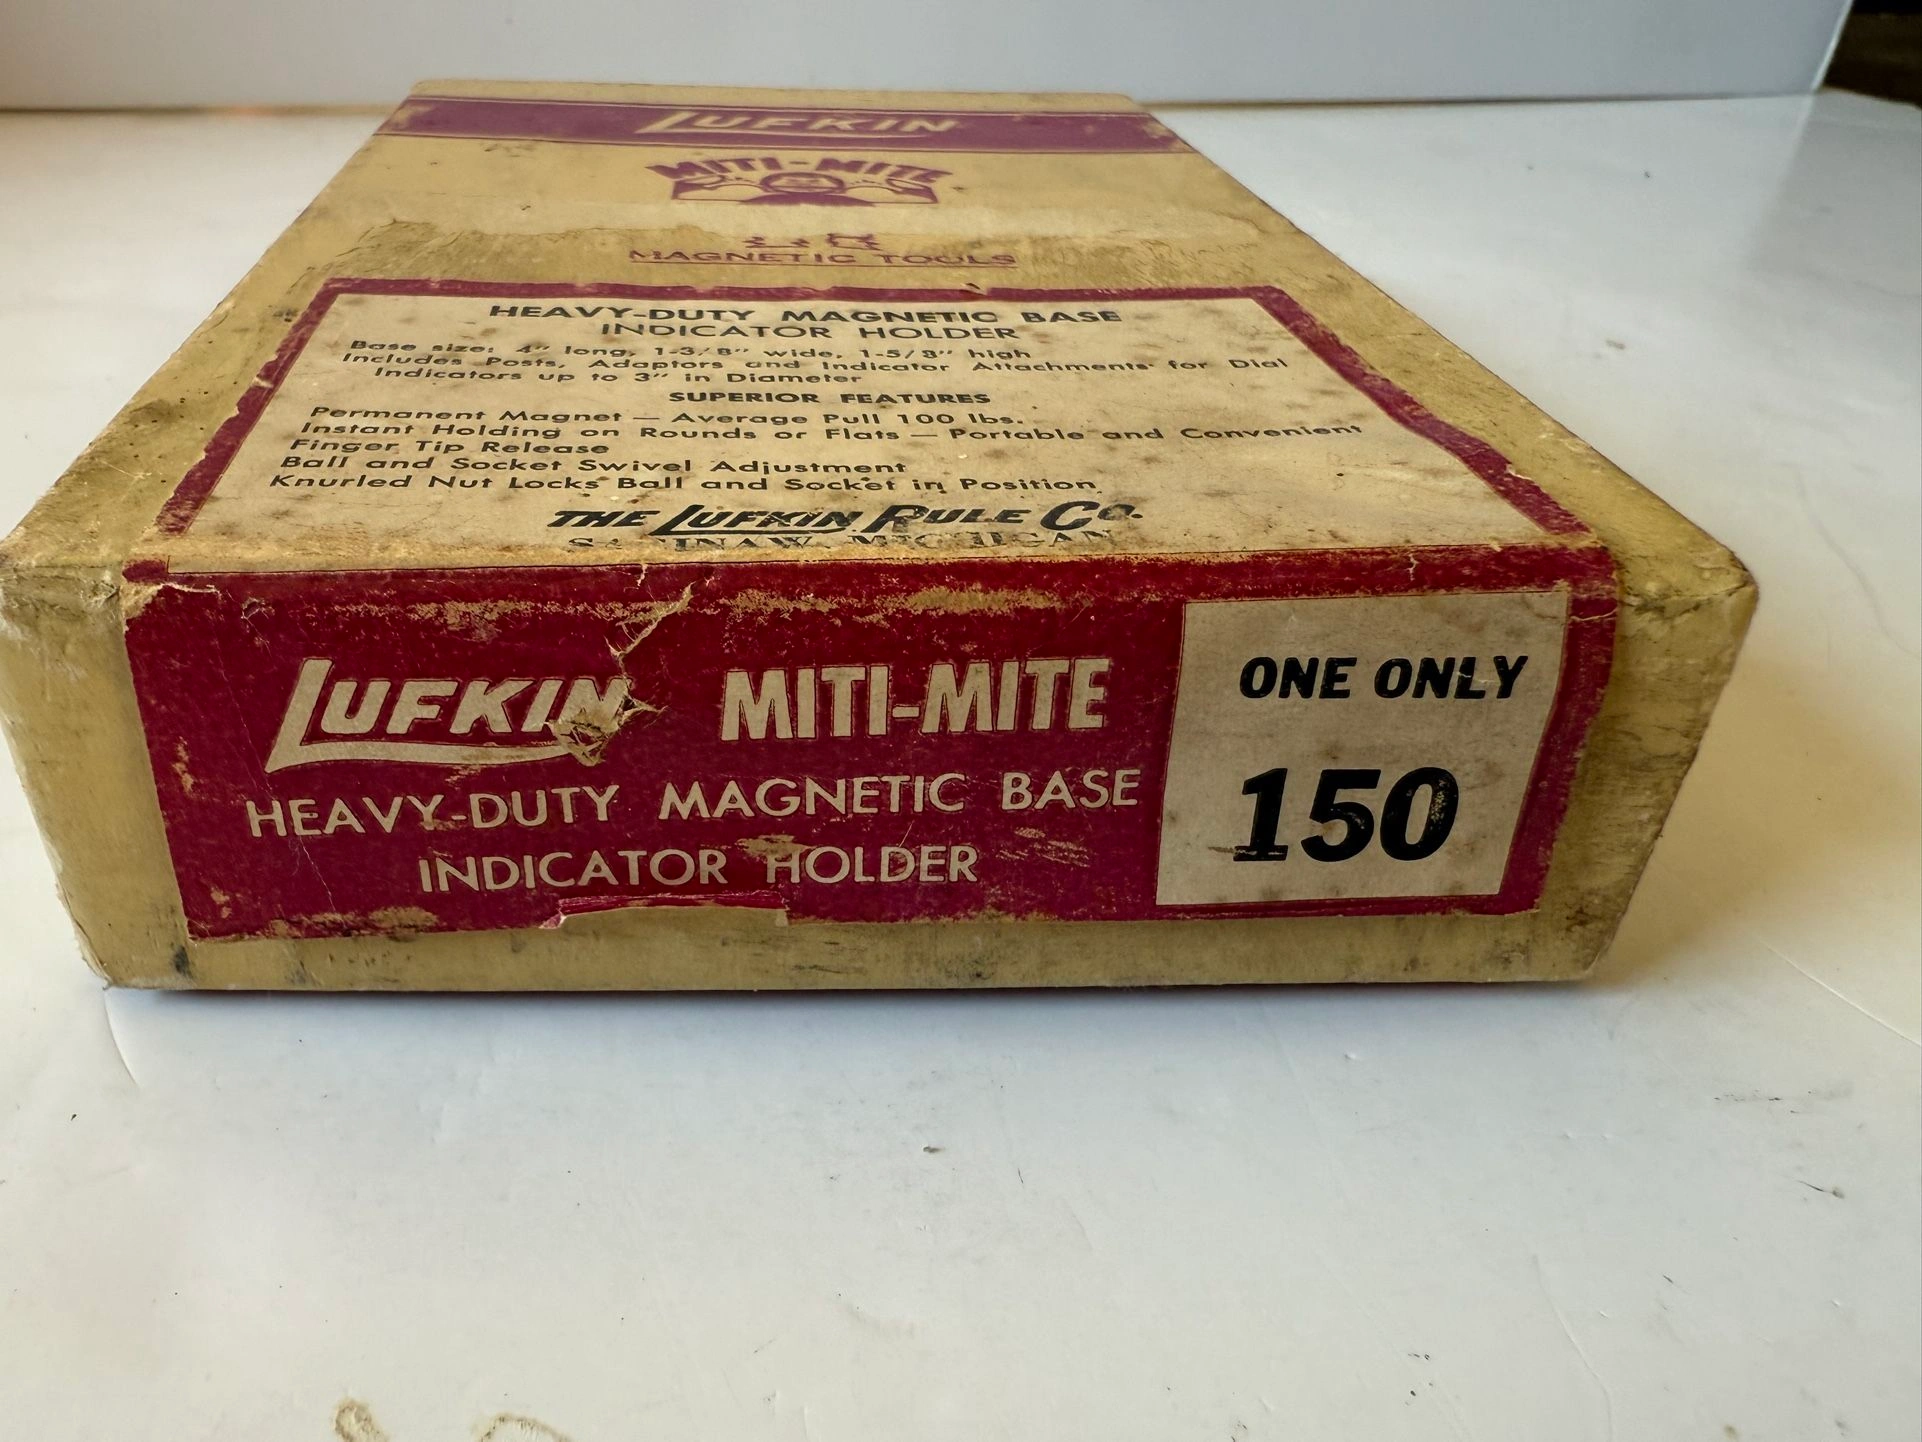 LUFKIN
MITI-MITE
MAGNETIC TOOLS
HEAVY-DUTY MAGNETIC BASE
INDICATOR HOLDER
Base size: 4" long, 1-3/8" wide, 1-5/8" high
Includes Posts, Adaptors and Indicator Attachments for Dial
Indicators up to 3" in Diameter
SUPERIOR FEATURES
Permanent Magnet — Average Pull 100 lbs.
Instant Holding on Rounds or Flats — Portable and Convenient
Finger Tip Release
Ball and Socket Swivel Adjustment
Knurled Nut Locks Ball and Socket in Position
THE LUFKIN RULE CO.
SAGINAW, MICHIGAN
LUFKIN MITI-MITE
HEAVY-DUTY MAGNETIC BASE
INDICATOR HOLDER
ONE ONLY
150